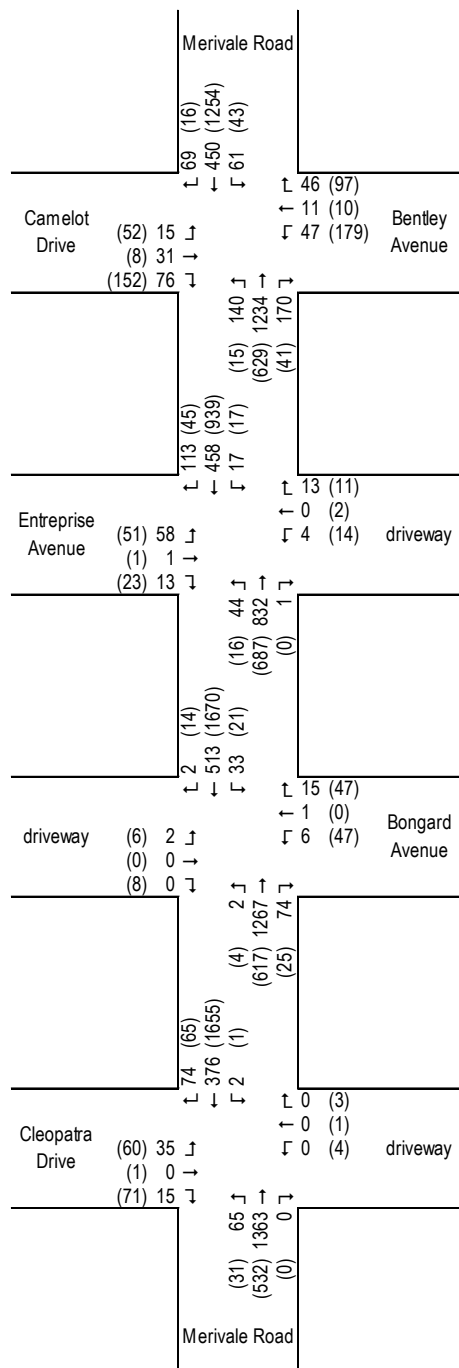 Merivale Road
(16) (1254) (43)
69 450 61
↵ ↓ ↳
Camelot
Drive
(52) 15 ↿
(8) 31 →
(152) 76 ↴
↾ 46 (97)
← 11 (10)
↲ 47 (179)
Bentley
Avenue
↰ ↑ ↱
140 1234 170
(15) (629) (41)
(45) (939) (17)
113 458 17
↵ ↓ ↳
Entreprise
Avenue
(51) 58 ↿
(1) 1 →
(23) 13 ↴
↾ 13 (11)
← 0 (2)
↲ 4 (14)
driveway
↰ ↑ ↱
44 832 1
(16) (687) (0)
(14) (1670) (21)
2 513 33
↵ ↓ ↳
driveway
(6) 2 ↿
(0) 0 →
(8) 0 ↴
↾ 15 (47)
← 1 (0)
↲ 6 (47)
Bongard
Avenue
↰ ↑ ↱
2 1267 74
(4) (617) (25)
(65) (1655) (1)
74 376 2
↵ ↓ ↳
Cleopatra
Drive
(60) 35 ↿
(1) 0 →
(71) 15 ↴
↾ 0 (3)
← 0 (1)
↲ 0 (4)
driveway
↰ ↑ ↱
65 1363 0
(31) (532) (0)
Merivale Road